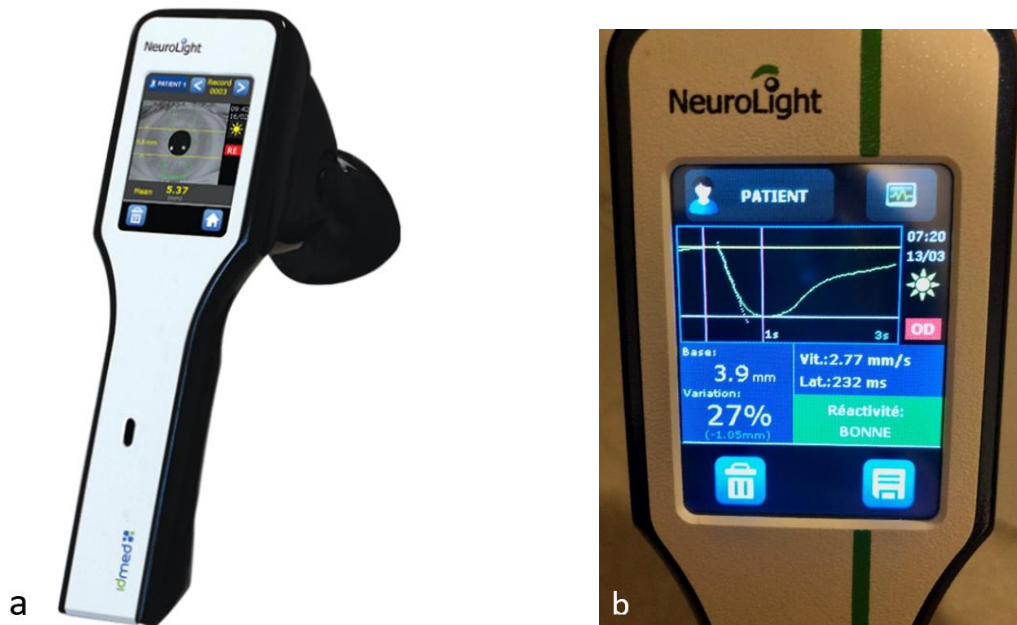 NeuroLight
PATIENT 1
Record
0003
09:42
16/02
RE
Mean 5.37
(mm)
idmed
a
NeuroLight
PATIENT
07:20
13/03
OD
1s
3s
Base:
3.9 mm
Variation:
27%
(-1.05mm)
Vit.:2.77 mm/s
Lat.:232 ms
Réactivité:
BONNE
b